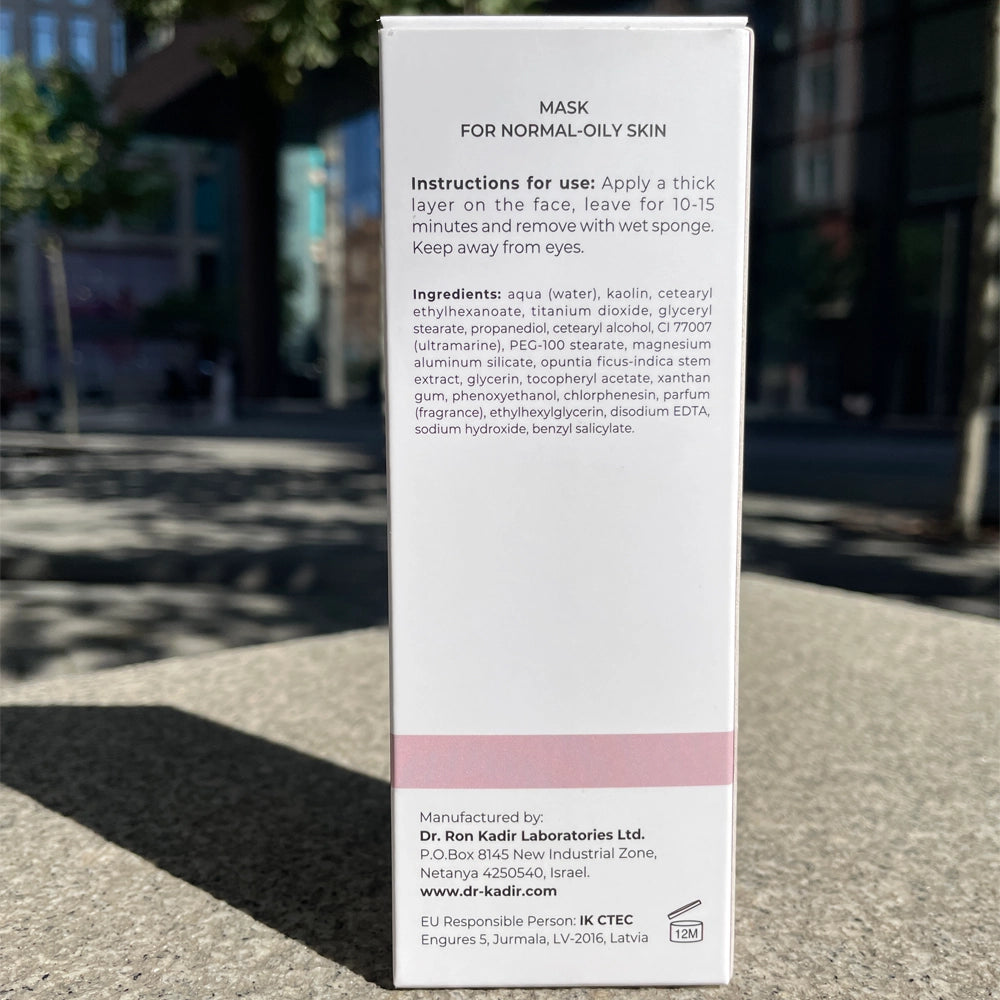 MASK
FOR NORMAL-OILY SKIN
Instructions for use: Apply a thick
layer on the face, leave for 10-15
minutes and remove with wet sponge.
Keep away from eyes.
Ingredients: aqua (water), kaolin, cetearyl
ethylhexanoate, titanium dioxide, glyceryl
stearate, propanediol, cetearyl alcohol, CI 77007
(ultramarine), PEG-100 stearate, magnesium
aluminum silicate, opuntia ficus-indica stem
extract, glycerin, tocopheryl acetate, xanthan
gum, phenoxyethanol, chlorphenesin, parfum
(fragrance), ethylhexylglycerin, disodium EDTA,
sodium hydroxide, benzyl salicylate.
Manufactured by:
Dr. Ron Kadir Laboratories Ltd.
P.O.Box 8145 New Industrial Zone,
Netanya 4250540, Israel.
www.dr-kadir.com
EU Responsible Person: IK CTEC
Engures 5, Jurmala, LV-2016, Latvia
12M